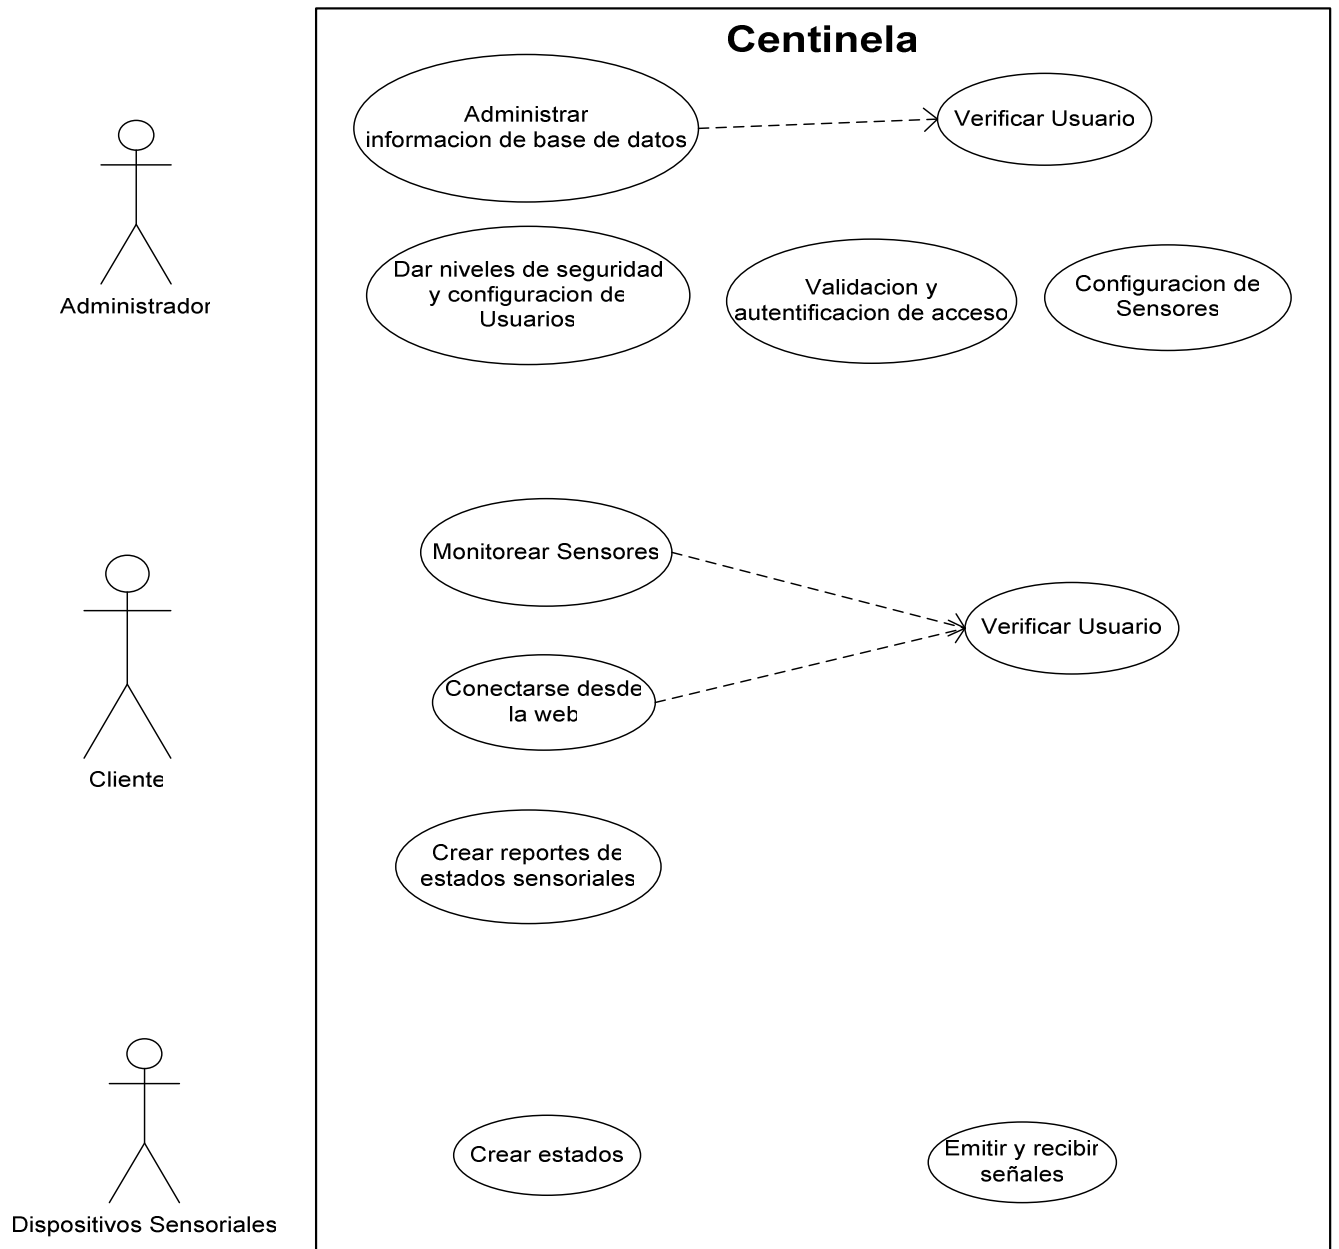 Centinela
Administrar
informacion de base de datos
Verificar Usuario
Administrador
Dar niveles de seguridad
y configuracion de
Usuarios
Validacion y
autentificacion de acceso
Configuracion de
Sensores
Monitorear Sensores
Verificar Usuario
Conectarse desde
la web
Cliente
Crear reportes de
estados sensoriales
Crear estados
Emitir y recibir
señales
Dispositivos Sensoriales